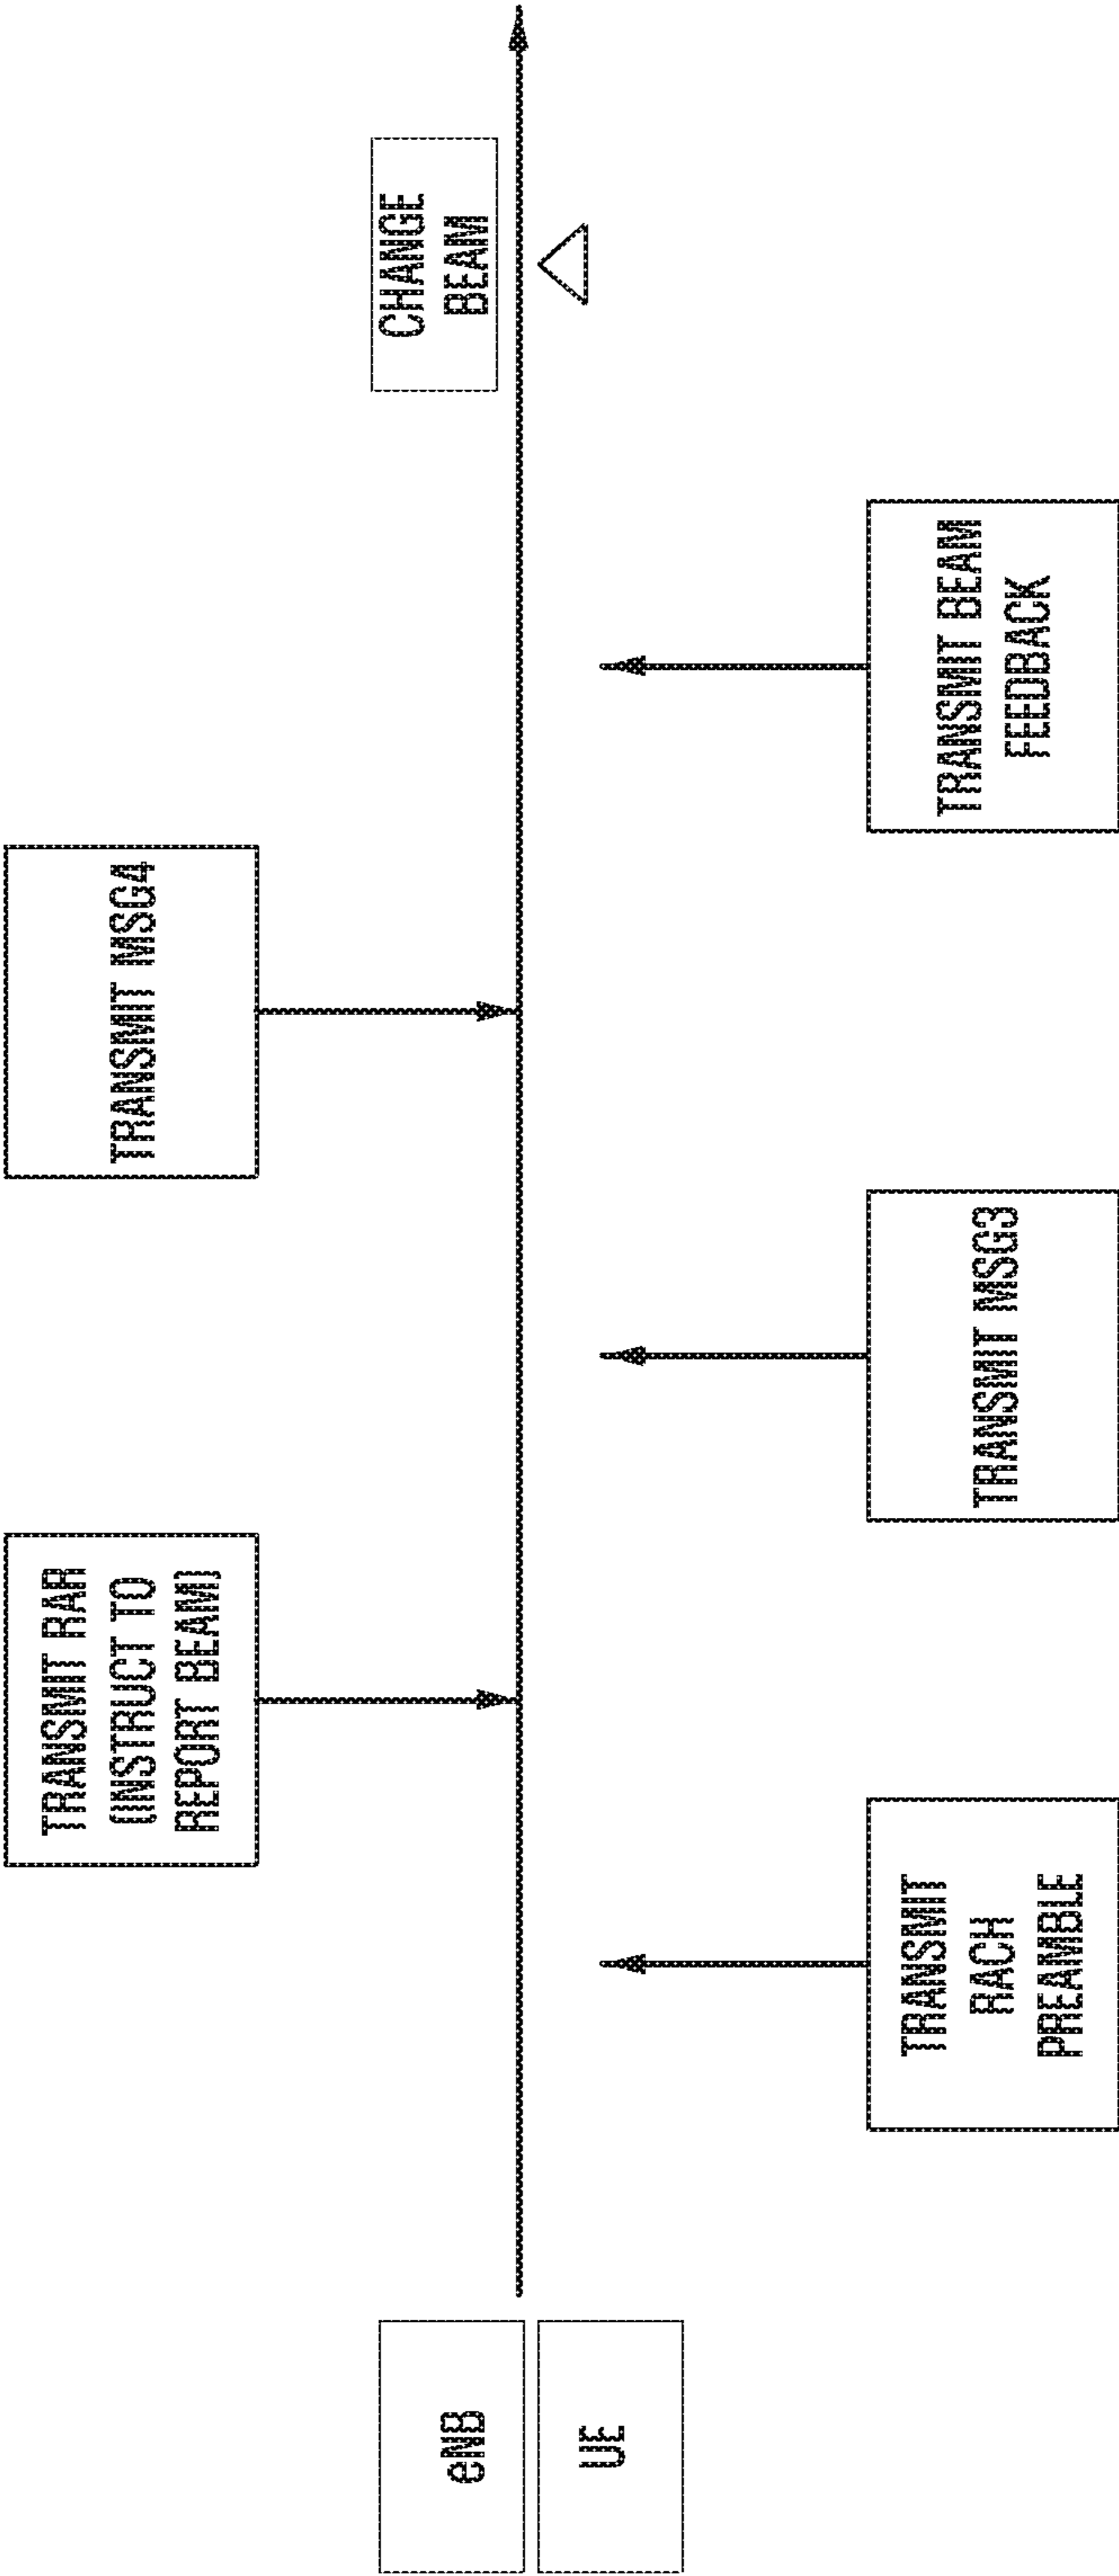 TRANSMIT RAR
(INSTRUCT TO
REPORT BEAM)
TRANSMIT MSG4
CHANGE
BEAM
eNB
UE
TRANSMIT
RACH
PREAMBLE
TRANSMIT MSG3
TRANSMIT BEAM
FEEDBACK